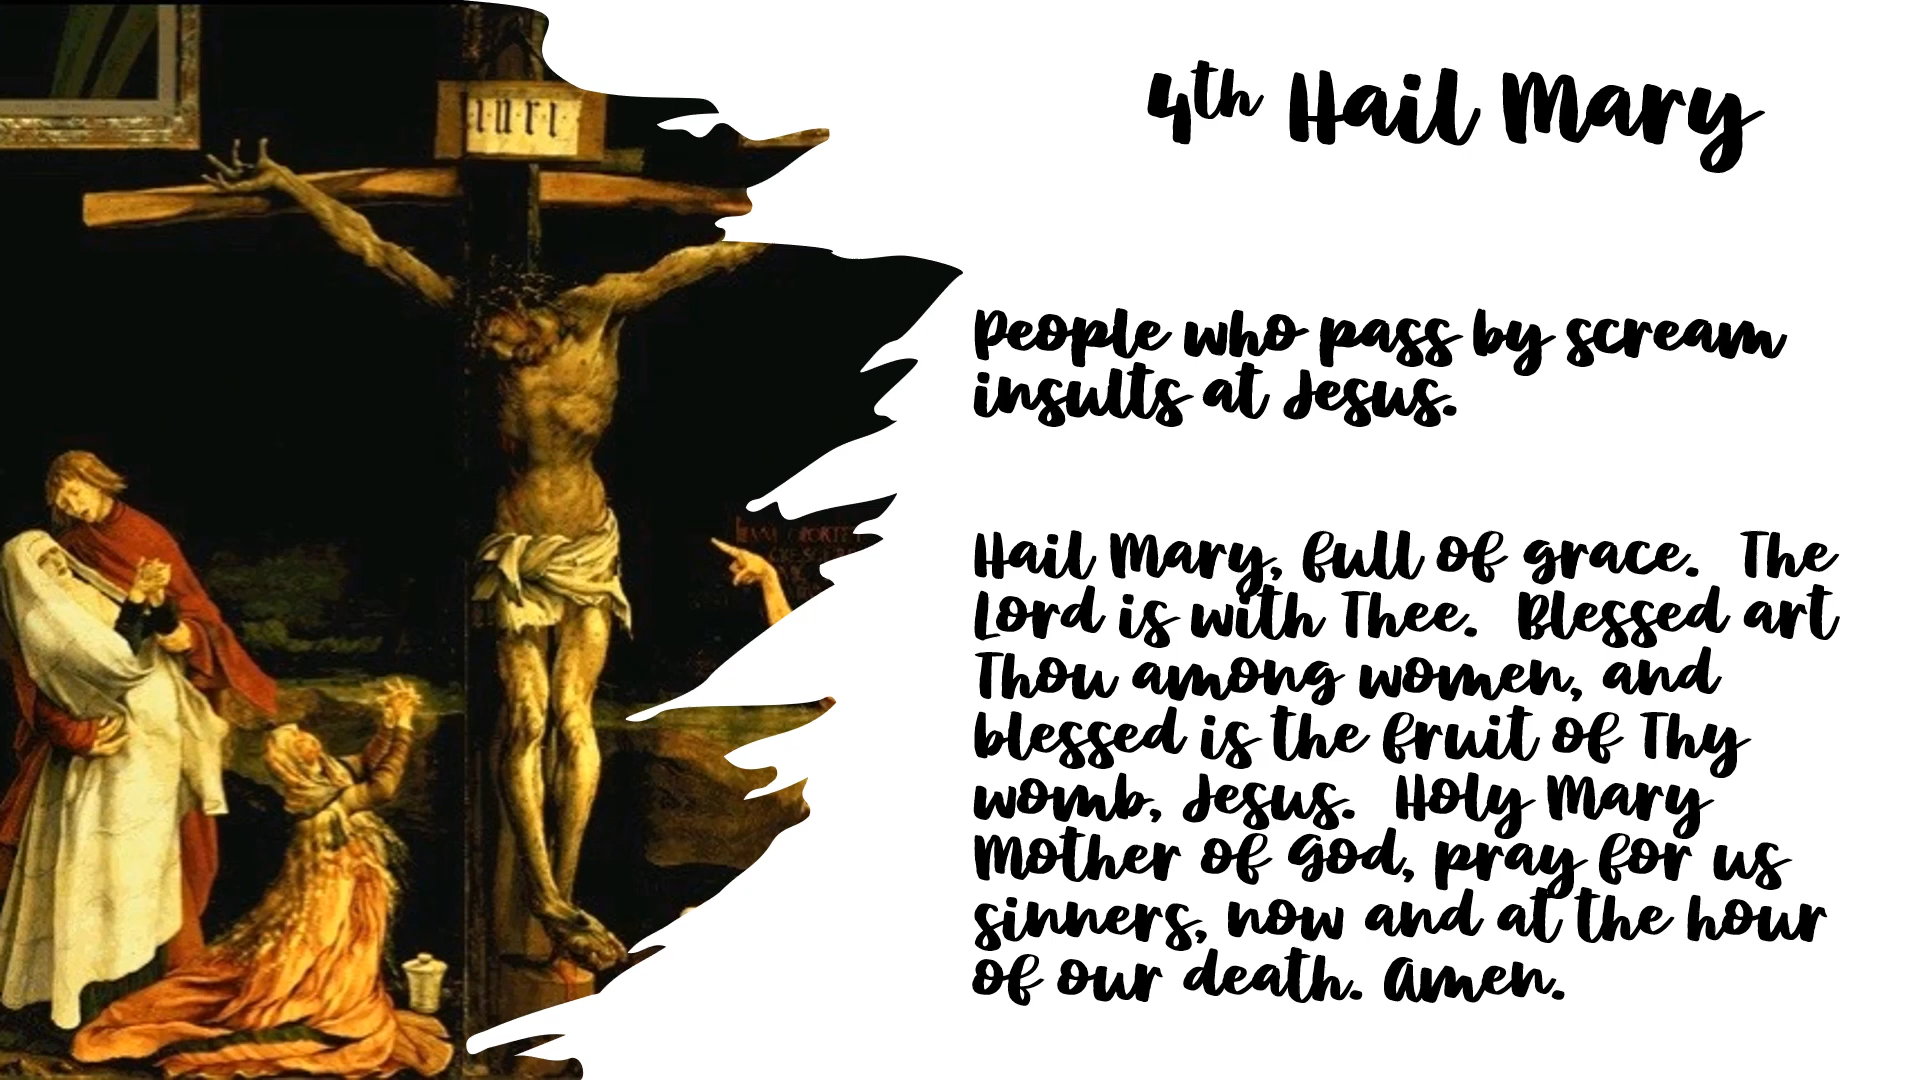 INRI
4th Hail Mary
People who pass by scream
insults at Jesus.
Hail Mary, full of grace.  The
Lord is with Thee.  Blessed art
Thou among women, and
blessed is the fruit of Thy
womb, Jesus.  Holy Mary
Mother of God, pray for us
sinners, now and at the hour
of our death. Amen.